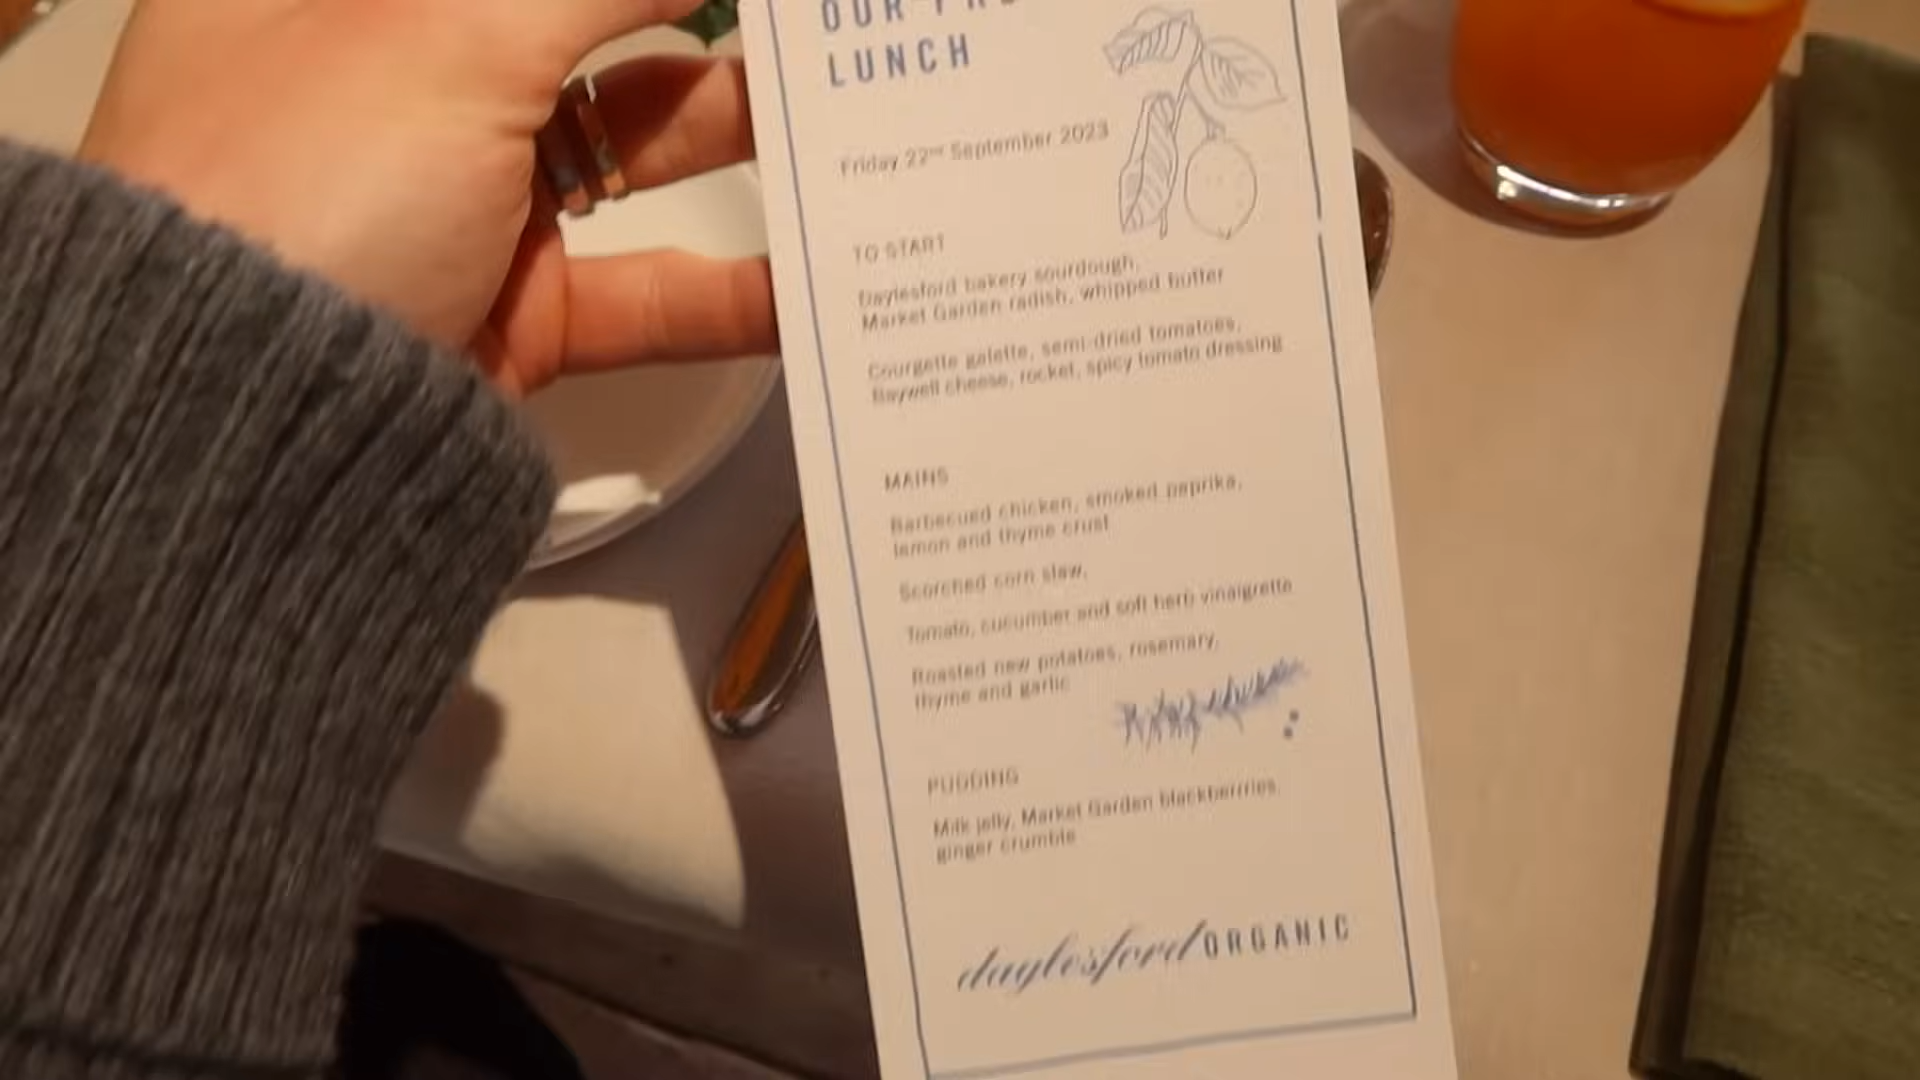 OUR
LUNCH
Friday 22nd September 2023
TO START
Daylesford bakery sourdough,
Market Garden radish, whipped butter
Courgette galette, semi-dried tomatoes,
Baywell cheese, rocket, spicy tomato dressing
MAINS
Barbecued chicken, smoked paprika,
lemon and thyme crust
Scorched corn slaw,
Tomato, cucumber and soft herb vinaigrette
Roasted new potatoes, rosemary,
thyme and garlic
PUDDING
Milk jelly, Market Garden blackberrries,
ginger crumble
daylesford ORGANIC